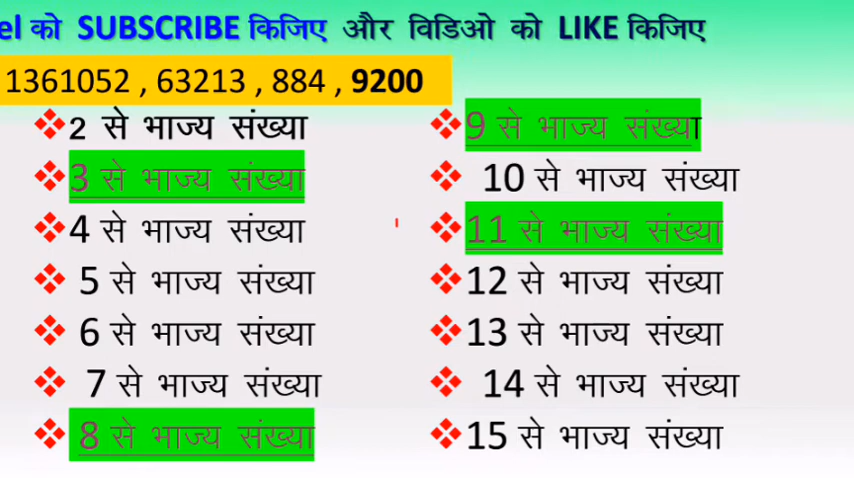 el को SUBSCRIBE किजिए और विडिओ को LIKE किजिए
1361052 , 63213 , 884 , 9200
❖2 से भाज्य संख्या
❖3 से भाज्य संख्या
❖4 से भाज्य संख्या
❖ 5 से भाज्य संख्या
❖ 6 से भाज्य संख्या
❖ 7 से भाज्य संख्या
❖ 8 से भाज्य संख्या
❖9 से भाज्य संख्या
❖ 10 से भाज्य संख्या
❖11 से भाज्य संख्या
❖12 से भाज्य संख्या
❖13 से भाज्य संख्या
❖ 14 से भाज्य संख्या
❖15 से भाज्य संख्या